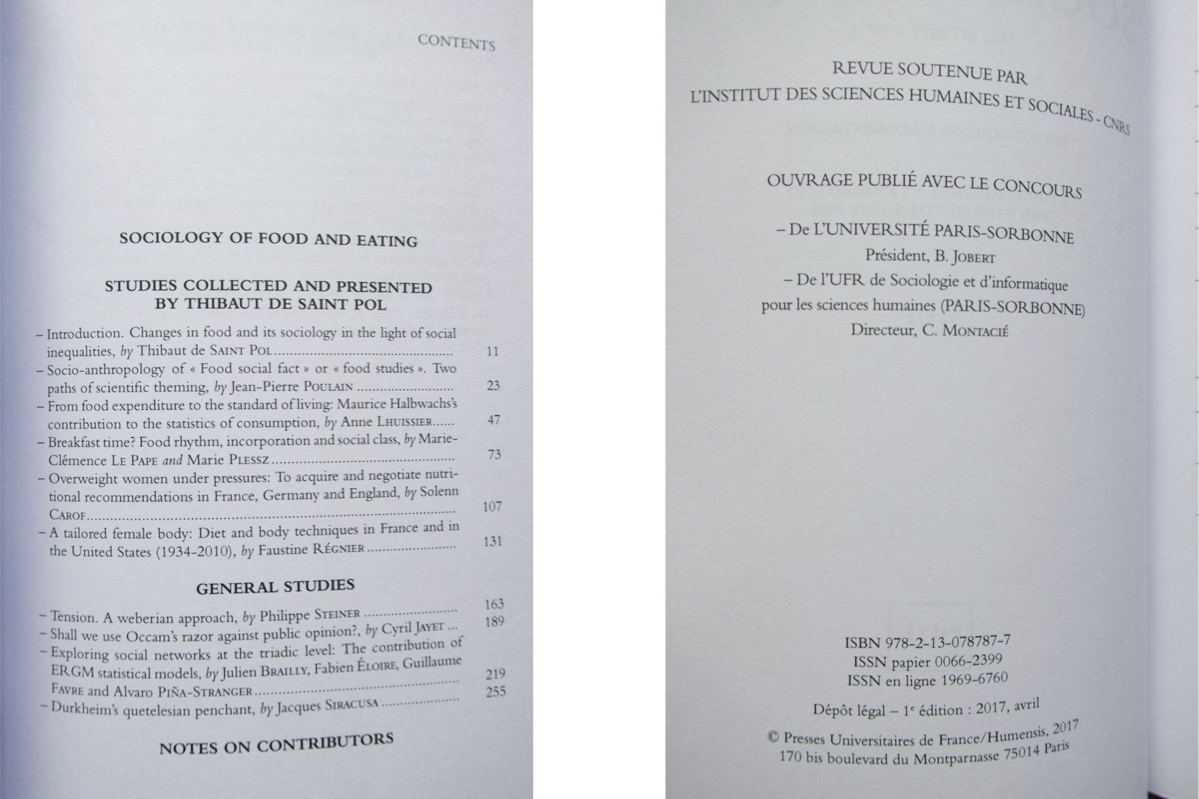 CONTENTS
SOCIOLOGY OF FOOD AND EATING
STUDIES COLLECTED AND PRESENTED
BY THIBAUT DE SAINT POL
– Introduction. Changes in food and its sociology in the light of social
inequalities, by Thibaut de SAINT POL.................................................. 11
– Socio-anthropology of « Food social fact » or « food studies ». Two
paths of scientific theming, by Jean-Pierre POULAIN ........................... 23
– From food expenditure to the standard of living: Maurice Halbwachs's
contribution to the statistics of consumption, by Anne LHUISSIER...... 47
– Breakfast time? Food rhythm, incorporation and social class, by Marie-
Clémence LE PAPE and Marie PLESSZ.................................................. 73
– Overweight women under pressures: To acquire and negotiate nutri-
tional recommendations in France, Germany and England, by Solenn
CAROF.................................................................................................... 107
– A tailored female body: Diet and body techniques in France and in
the United States (1934-2010), by Faustine RÉGNIER ......................... 131
GENERAL STUDIES
– Tension. A weberian approach, by Philippe STEINER .......................... 163
– Shall we use Occam's razor against public opinion?, by Cyril JAYET ... 189
– Exploring social networks at the triadic level: The contribution of
ERGM statistical models, by Julien BRAILLY, Fabien ÉLOIRE, Guillaume
FAVRE and Alvaro PIÑA-STRANGER...................................................... 219
– Durkheim's quetelesian penchant, by Jacques SIRACUSA ...................... 255
NOTES ON CONTRIBUTORS
REVUE SOUTENUE PAR
L'INSTITUT DES SCIENCES HUMAINES ET SOCIALES - CNRS
OUVRAGE PUBLIÉ AVEC LE CONCOURS
– De L'UNIVERSITÉ PARIS-SORBONNE
Président, B. JOBERT
– De l'UFR de Sociologie et d'informatique
pour les sciences humaines (PARIS-SORBONNE)
Directeur, C. MONTACIÉ
ISBN 978-2-13-078787-7
ISSN papier 0066-2399
ISSN en ligne 1969-6760
Dépôt légal – 1e édition : 2017, avril
© Presses Universitaires de France/Humensis, 2017
170 bis boulevard du Montparnasse 75014 Paris